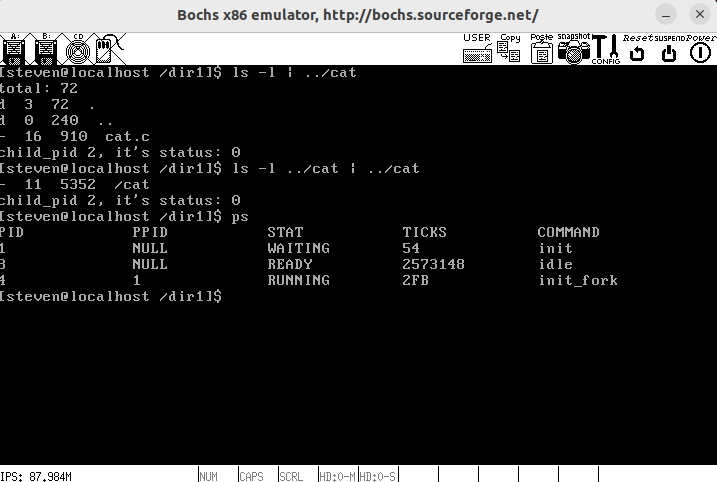 Bochs x86 emulator, http://bochs.sourceforge.net/
A: B: CD USER Copy Paste snapshot CONFIG Reset SUSPEND Power
[steven@localhost /dir1]$ ls -l | ../cat
total: 72
d 3 72 .
d 0 240 ..
- 16 910 cat.c
child_pid 2, it's status: 0
[steven@localhost /dir1]$ ls -l ../cat | ../cat
- 11 5352 /cat
child_pid 2, it's status: 0
[steven@localhost /dir1]$ ps
PID PPID STAT TICKS COMMAND
1 NULL WAITING 54 init
3 NULL READY 2573148 idle
4 1 RUNNING 2FB init_fork
[steven@localhost /dir1]$
IPS: 87.984M NUM CAPS SCRL HD:0-M HD:0-S